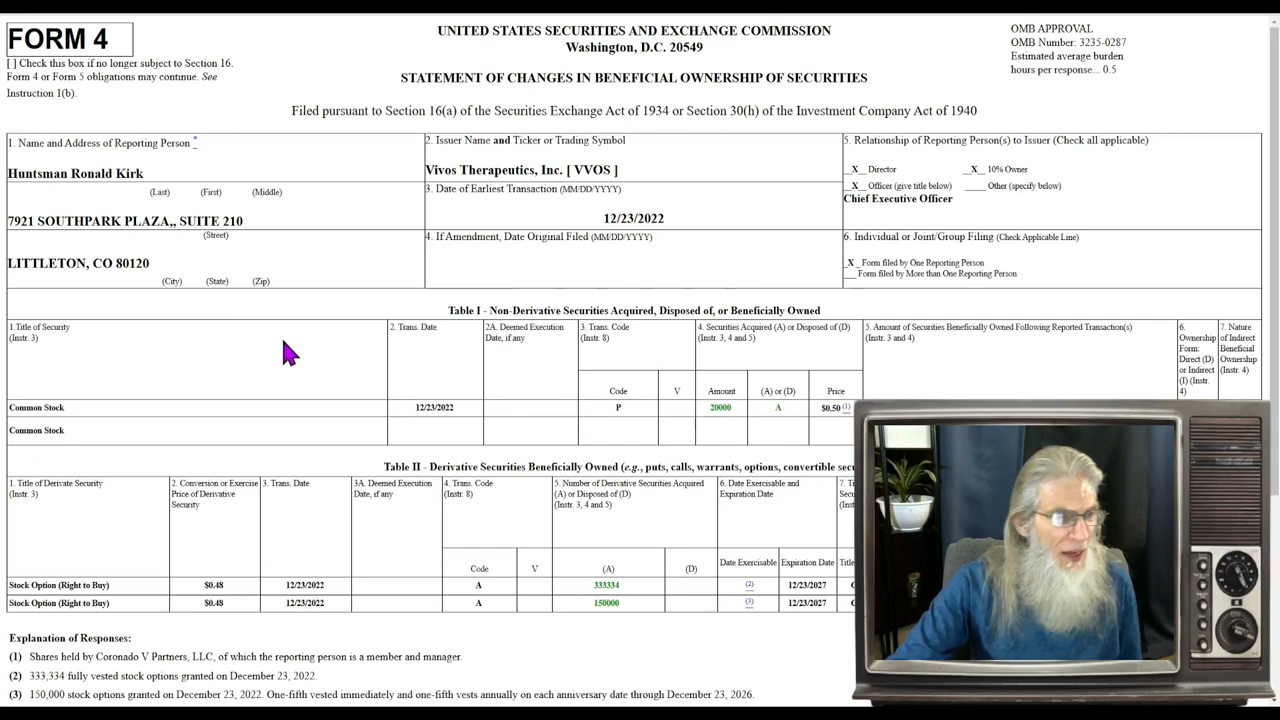 FORM 4
[ ] Check this box if no longer subject to Section 16.
Form 4 or Form 5 obligations may continue. See
Instruction 1(b).
UNITED STATES SECURITIES AND EXCHANGE COMMISSION
Washington, D.C. 20549
STATEMENT OF CHANGES IN BENEFICIAL OWNERSHIP OF SECURITIES
OMB APPROVAL
OMB Number: 3235-0287
Estimated average burden
hours per response... 0.5
Filed pursuant to Section 16(a) of the Securities Exchange Act of 1934 or Section 30(h) of the Investment Company Act of 1940
1. Name and Address of Reporting Person *
Huntsman Ronald Kirk
(Last) (First) (Middle)
7921 SOUTHPARK PLAZA,, SUITE 210
(Street)
LITTLETON, CO 80120
(City) (State) (Zip)
2. Issuer Name and Ticker or Trading Symbol
Vivos Therapeutics, Inc. [ VVOS ]
3. Date of Earliest Transaction (MM/DD/YYYY)
12/23/2022
4. If Amendment, Date Original Filed (MM/DD/YYYY)
5. Relationship of Reporting Person(s) to Issuer (Check all applicable)
__X__ Director __X__ 10% Owner
__X__ Officer (give title below) _____ Other (specify below)
Chief Executive Officer
6. Individual or Joint/Group Filing (Check Applicable Line)
_X _ Form filed by One Reporting Person
___ Form filed by More than One Reporting Person
Table I - Non-Derivative Securities Acquired, Disposed of, or Beneficially Owned
1.Title of Security
(Instr. 3)
2. Trans. Date
2A. Deemed Execution
Date, if any
3. Trans. Code
(Instr. 8)
4. Securities Acquired (A) or Disposed of (D)
(Instr. 3, 4 and 5)
5. Amount of Securities Beneficially Owned Following Reported Transaction(s)
(Instr. 3 and 4)
6.
Ownership
Form:
Direct (D)
or Indirect
(I) (Instr.
4)
7. Nature
of Indirect
Beneficial
Ownership
(Instr. 4)
Code V Amount (A) or (D) Price
Common Stock 12/23/2022 P 20000 A $0.50 (1)
Common Stock
Table II - Derivative Securities Beneficially Owned (e.g., puts, calls, warrants, options, convertible
1. Title of Derivate Security
(Instr. 3)
2. Conversion or Exercise
Price of Derivative
Security
3. Trans. Date
3A. Deemed Execution
Date, if any
4. Trans. Code
(Instr. 8)
5. Number of Derivative Securities Acquired
(A) or Disposed of (D)
(Instr. 3, 4 and 5)
6. Date Exercisable and
Expiration Date
Code V (A) (D) Date Exercisable Expiration Date
Stock Option (Right to Buy) $0.48 12/23/2022 A 333334 (2) 12/23/2027
Stock Option (Right to Buy) $0.48 12/23/2022 A 150000 (3) 12/23/2027
Explanation of Responses:
(1) Shares held by Coronado V Partners, LLC, of which the reporting person is a member and manager.
(2) 333,334 fully vested stock options granted on December 23, 2022.
(3) 150,000 stock options granted on December 23, 2022. One-fifth vested immediately and one-fifth vests annually on each anniversary date through December 23, 2026.